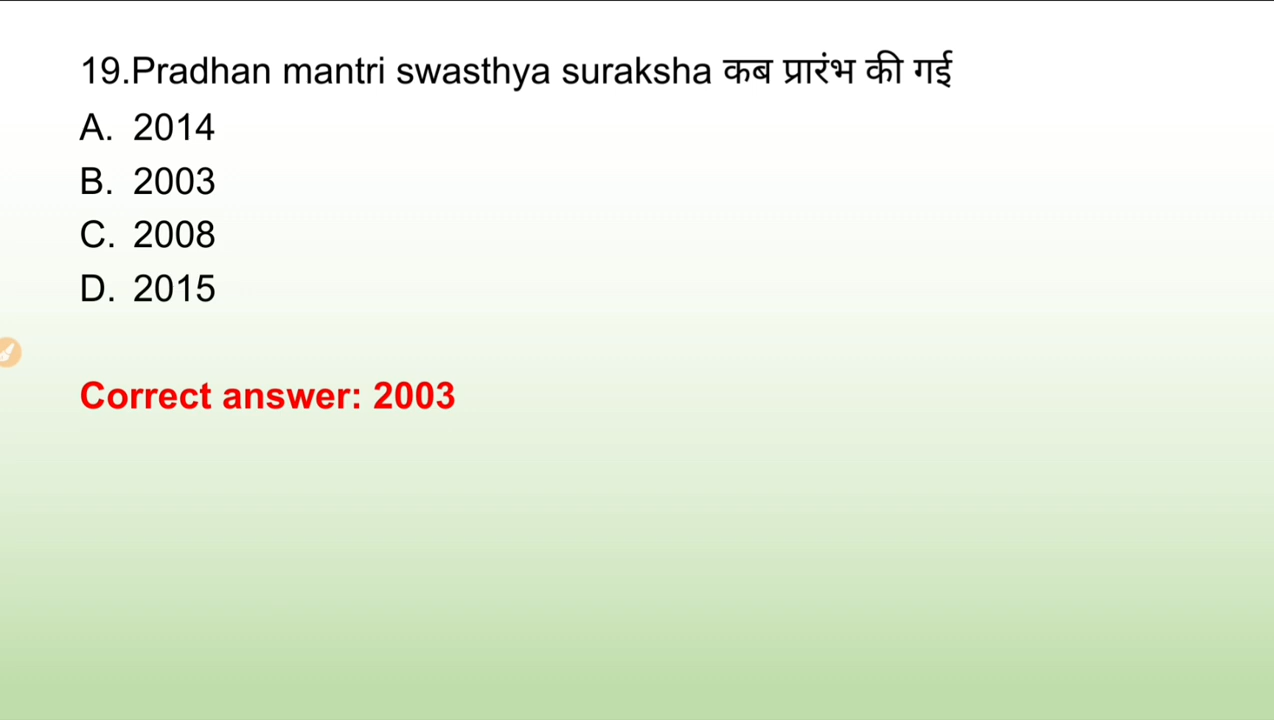 19.Pradhan mantri swasthya suraksha कब प्रारंभ की गई
A. 2014
B. 2003
C. 2008
D. 2015
Correct answer: 2003